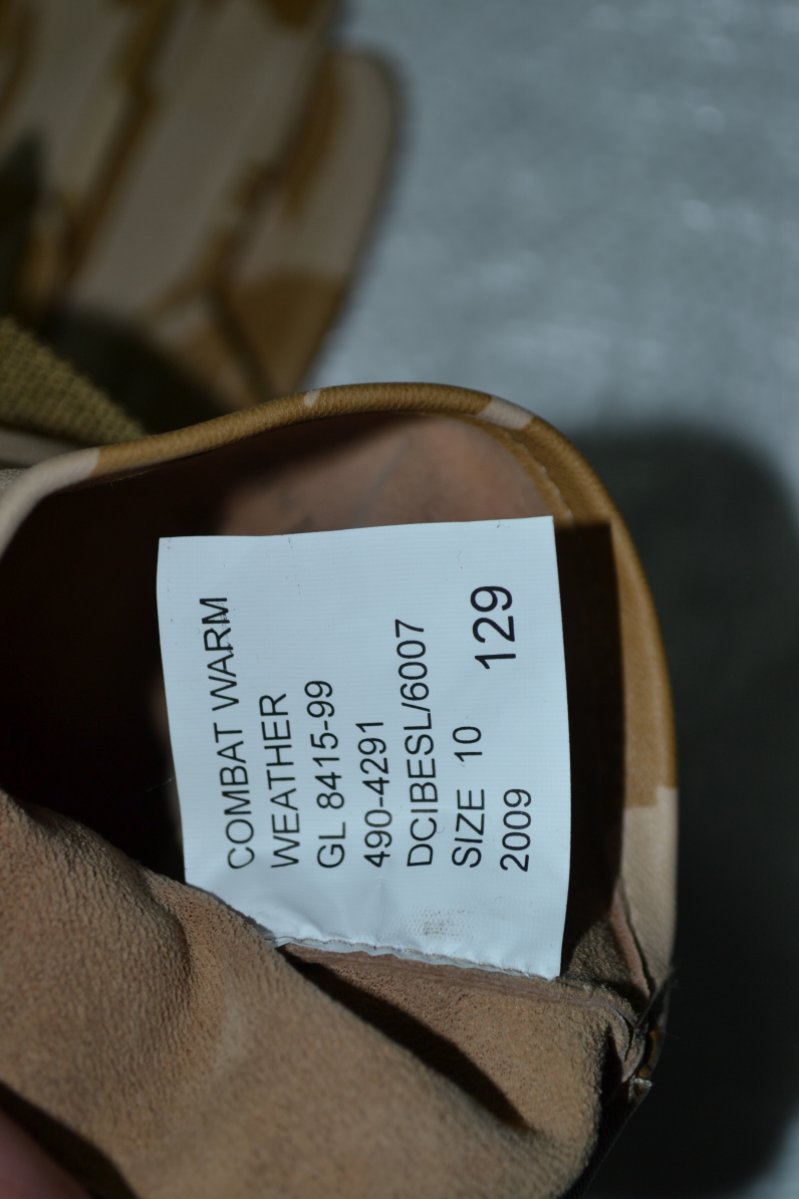 COMBAT WARM
WEATHER
GL 8415-99
490-4291
DCIBESL/6007
SIZE 10 129
2009